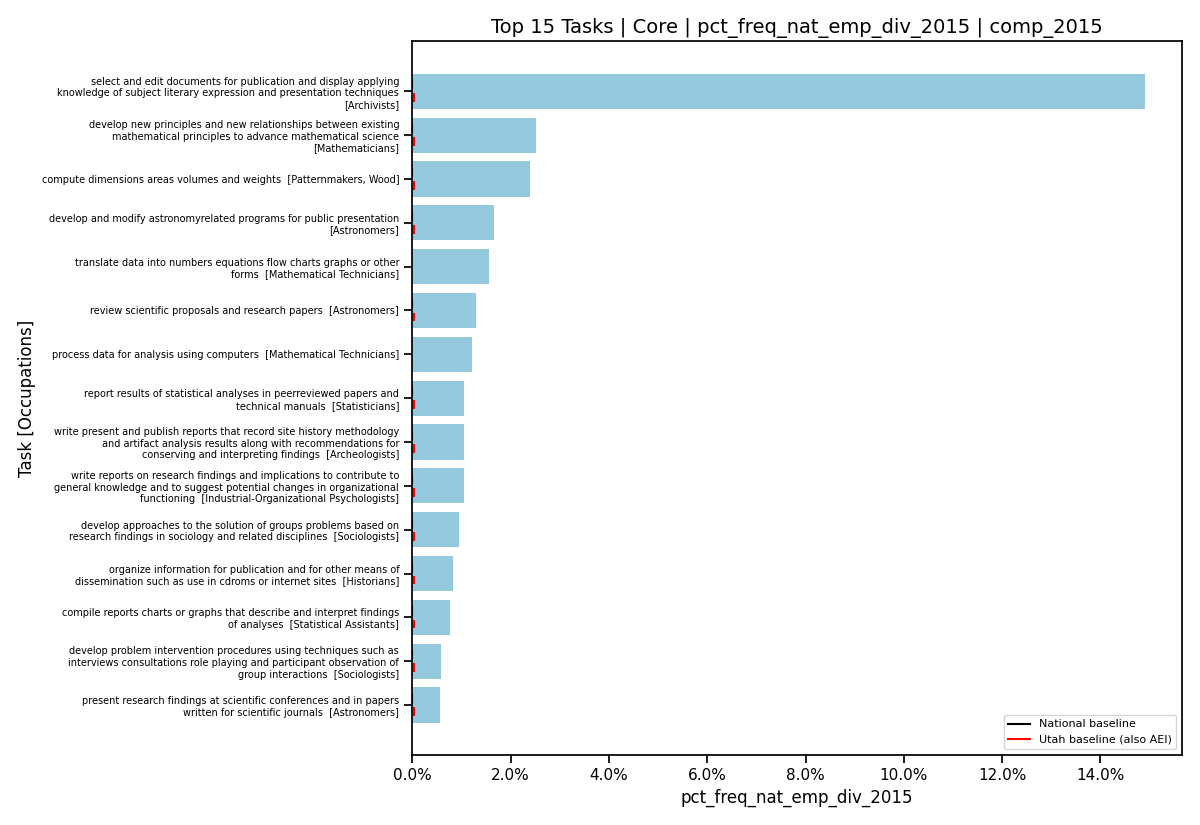 Top 15 Tasks | Core | pct_freq_nat_emp_div_2015 | comp_2015
Task [Occupations]
select and edit documents for publication and display applying
knowledge of subject literary expression and presentation techniques
[Archivists]
develop new principles and new relationships between existing
mathematical principles to advance mathematical science
[Mathematicians]
compute dimensions areas volumes and weights  [Patternmakers, Wood]
develop and modify astronomyrelated programs for public presentation
[Astronomers]
translate data into numbers equations flow charts graphs or other
forms  [Mathematical Technicians]
review scientific proposals and research papers  [Astronomers]
process data for analysis using computers  [Mathematical Technicians]
report results of statistical analyses in peerreviewed papers and
technical manuals  [Statisticians]
write present and publish reports that record site history methodology
and artifact analysis results along with recommendations for
conserving and interpreting findings  [Archeologists]
write reports on research findings and implications to contribute to
general knowledge and to suggest potential changes in organizational
functioning  [Industrial-Organizational Psychologists]
develop approaches to the solution of groups problems based on
research findings in sociology and related disciplines  [Sociologists]
organize information for publication and for other means of
dissemination such as use in cdroms or internet sites  [Historians]
compile reports charts or graphs that describe and interpret findings
of analyses  [Statistical Assistants]
develop problem intervention procedures using techniques such as
interviews consultations role playing and participant observation of
group interactions  [Sociologists]
present research findings at scientific conferences and in papers
written for scientific journals  [Astronomers]
National baseline
Utah baseline (also AEI)
0.0% 2.0% 4.0% 6.0% 8.0% 10.0% 12.0% 14.0%
pct_freq_nat_emp_div_2015